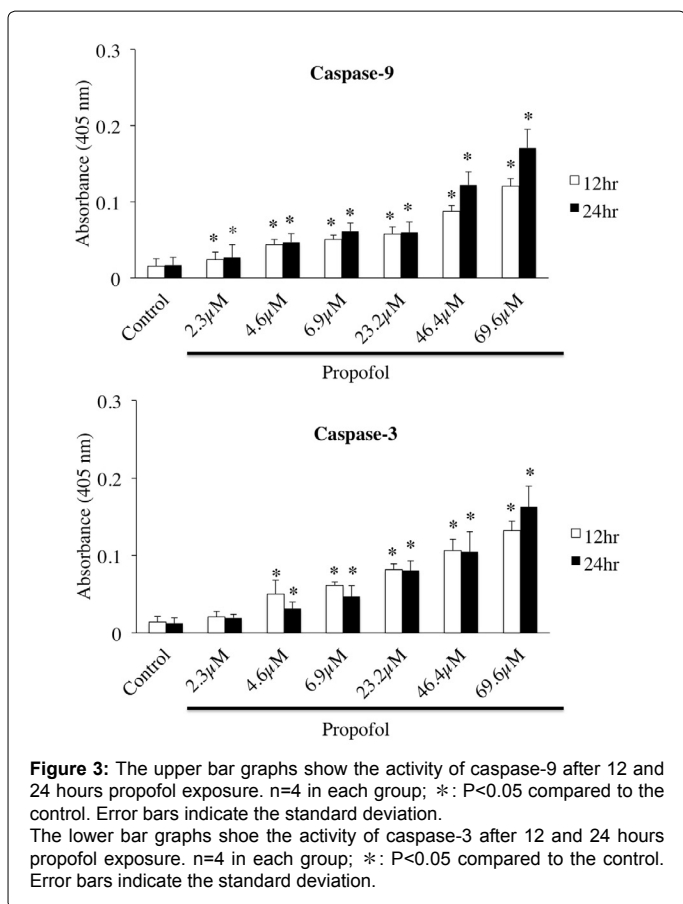 0.3
Caspase-9
0.2
0.1
0
Absorbance (405 nm)
* * * * * * * * * * * *
12hr
24hr
Control
2.3µM
4.6µM
6.9µM
23.2µM
46.4µM
69.6µM
Propofol
0.3
Caspase-3
0.2
0.1
0
Absorbance (405 nm)
* * * * * * * * * *
12hr
24hr
Control
2.3µM
4.6µM
6.9µM
23.2µM
46.4µM
69.6µM
Propofol
Figure 3: The upper bar graphs show the activity of caspase-9 after 12 and
24 hours propofol exposure. n=4 in each group; ∗: P<0.05 compared to the
control. Error bars indicate the standard deviation.
The lower bar graphs shoe the activity of caspase-3 after 12 and 24 hours
propofol exposure. n=4 in each group; ∗: P<0.05 compared to the control.
Error bars indicate the standard deviation.